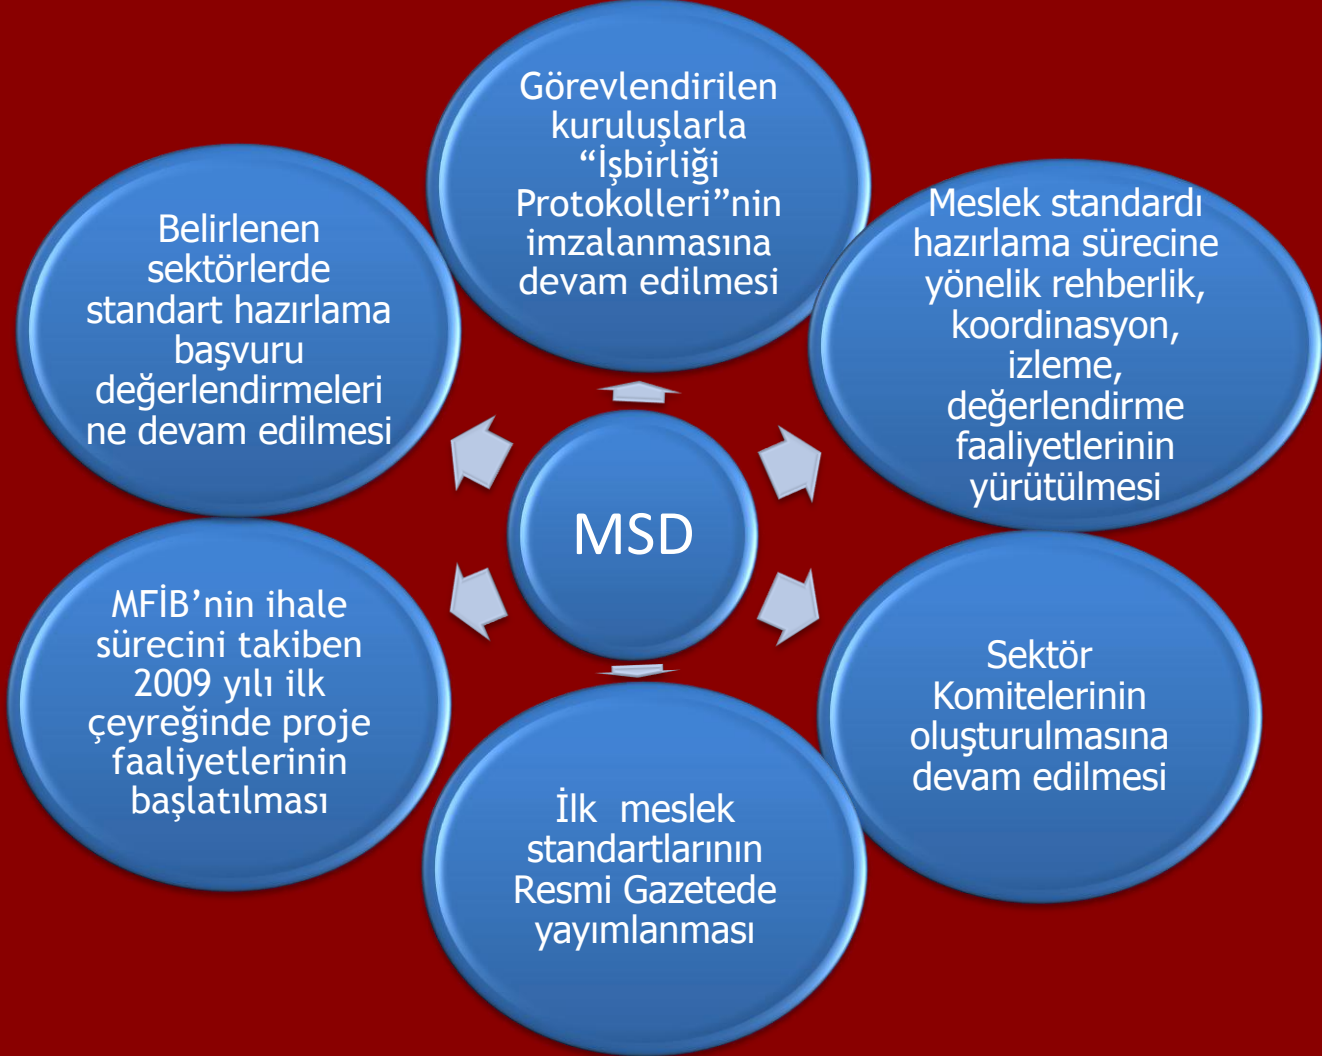 Görevlendirilen
kuruluşlarla
“İşbirliği
Protokolleri”nin
imzalanmasına
devam edilmesi
Meslek standardı
hazırlama sürecine
yönelik rehberlik,
koordinasyon,
izleme,
değerlendirme
faaliyetlerinin
yürütülmesi
Sektör
Komitelerinin
oluşturulmasına
devam edilmesi
İlk  meslek
standartlarının
Resmi Gazetede
yayımlanması
MFİB’nin ihale
sürecini takiben
2009 yılı ilk
çeyreğinde proje
faaliyetlerinin
başlatılması
Belirlenen
sektörlerde
standart hazırlama
başvuru
değerlendirmeleri
ne devam edilmesi
MSD